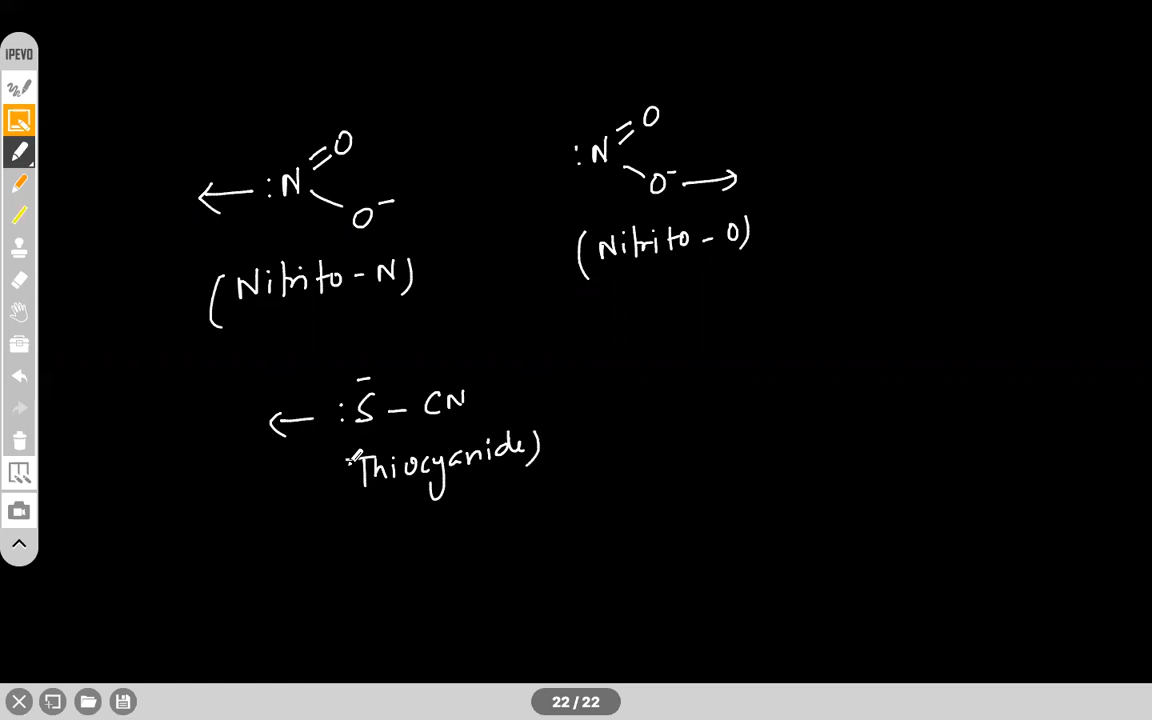 IPEVO
:N=O
O⁻
(Nitrito-N)
:N=O
O⁻
(Nitrito-O)
:S̄-CN
Thiocyanide)
22/22